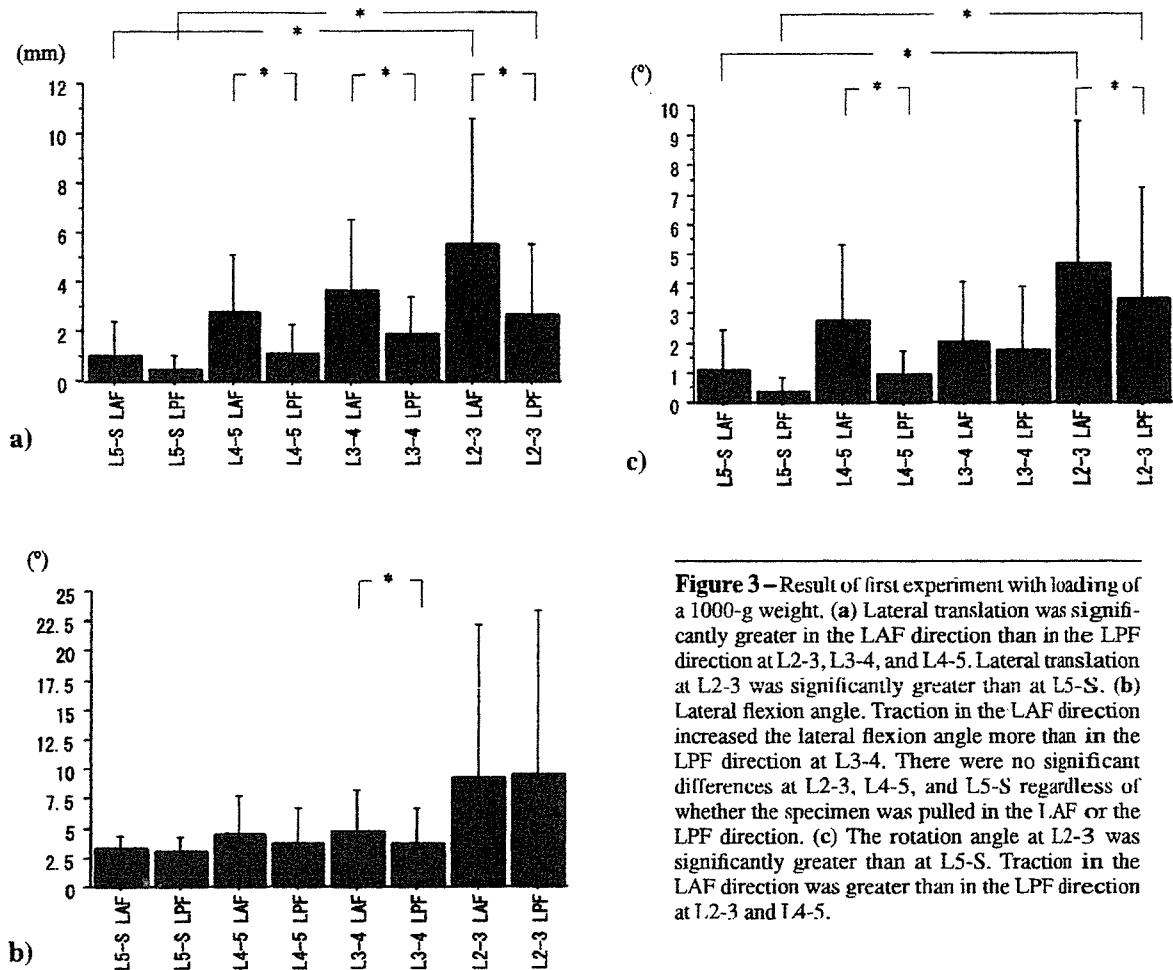 *
*
(mm)
* * *
12
10
8
6
4
2
0
L5-S LAF
L5-S LPF
L4-5 LAF
L4-5 LPF
L3-4 LAF
L3-4 LPF
L2-3 LAF
L2-3 LPF
a)
*
*
(°)
* *
10
9
8
7
6
5
4
3
2
1
0
L5-S LAF
L5-S LPF
L4-5 LAF
L4-5 LPF
L3-4 LAF
L3-4 LPF
L2-3 LAF
L2-3 LPF
c)
(°)
*
25
22.5
20
17.5
15
12.5
10
7.5
5
2.5
0
L5-S LAF
L5-S LPF
L4-5 LAF
L4-5 LPF
L3-4 LAF
L3-4 LPF
L2-3 LAF
L2-3 LPF
b)
Figure 3–Result of first experiment with loading of
a 1000-g weight. (a) Lateral translation was signifi-
cantly greater in the LAF direction than in the LPF
direction at L2-3, L3-4, and L4-5. Lateral translation
at L2-3 was significantly greater than at L5-S. (b)
Lateral flexion angle. Traction in the LAF direction
increased the lateral flexion angle more than in the
LPF direction at L3-4. There were no significant
differences at L2-3, L4-5, and L5-S regardless of
whether the specimen was pulled in the LAF or the
LPF direction. (c) The rotation angle at L2-3 was
significantly greater than at L5-S. Traction in the
LAF direction was greater than in the LPF direction
at L2-3 and L4-5.